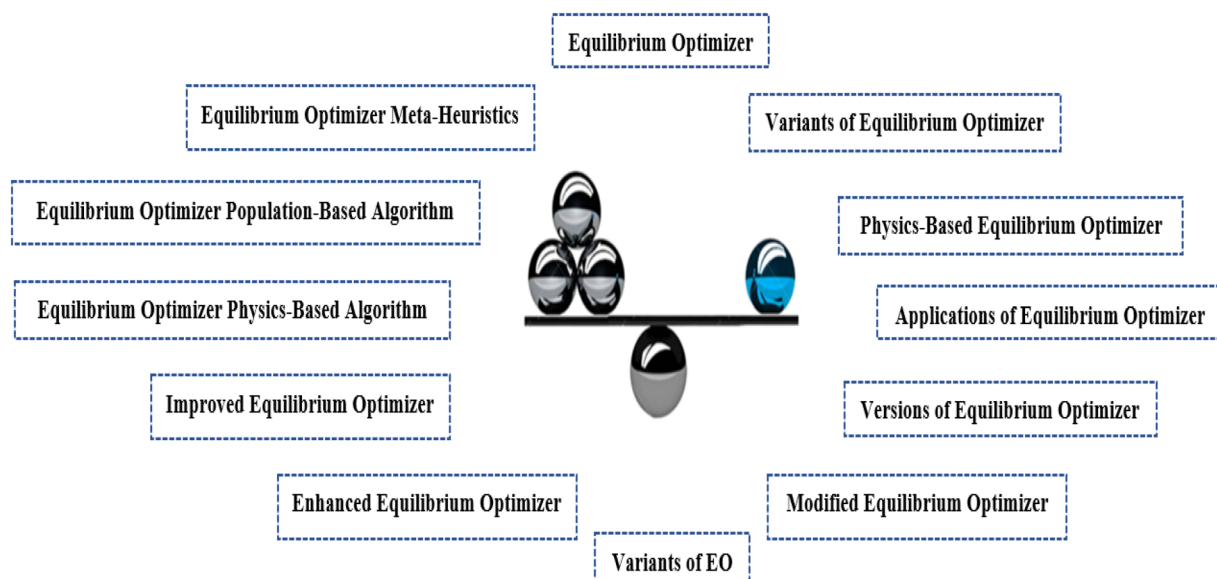 Equilibrium Optimizer
Equilibrium Optimizer Meta-Heuristics
Variants of Equilibrium Optimizer
Equilibrium Optimizer Population-Based Algorithm
Physics-Based Equilibrium Optimizer
Equilibrium Optimizer Physics-Based Algorithm
Applications of Equilibrium Optimizer
Improved Equilibrium Optimizer
Versions of Equilibrium Optimizer
Enhanced Equilibrium Optimizer
Modified Equilibrium Optimizer
Variants of EO